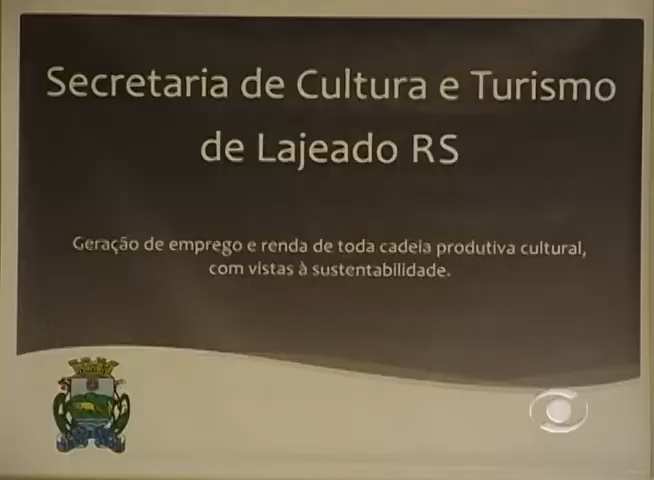 Secretaria de Cultura e Turismo
de Lajeado RS
Geração de emprego e renda de toda cadeia produtiva cultural,
com vistas à sustentabilidade.